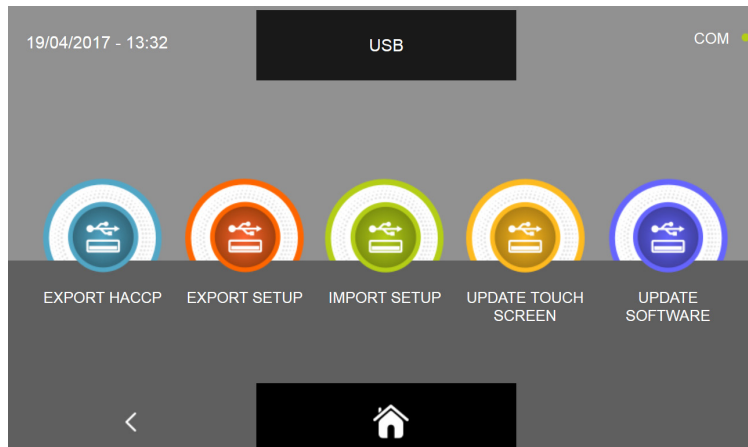 19/04/2017 - 13:32
USB
COM
EXPORT HACCP
EXPORT SETUP
IMPORT SETUP
UPDATE TOUCH
SCREEN
UPDATE
SOFTWARE